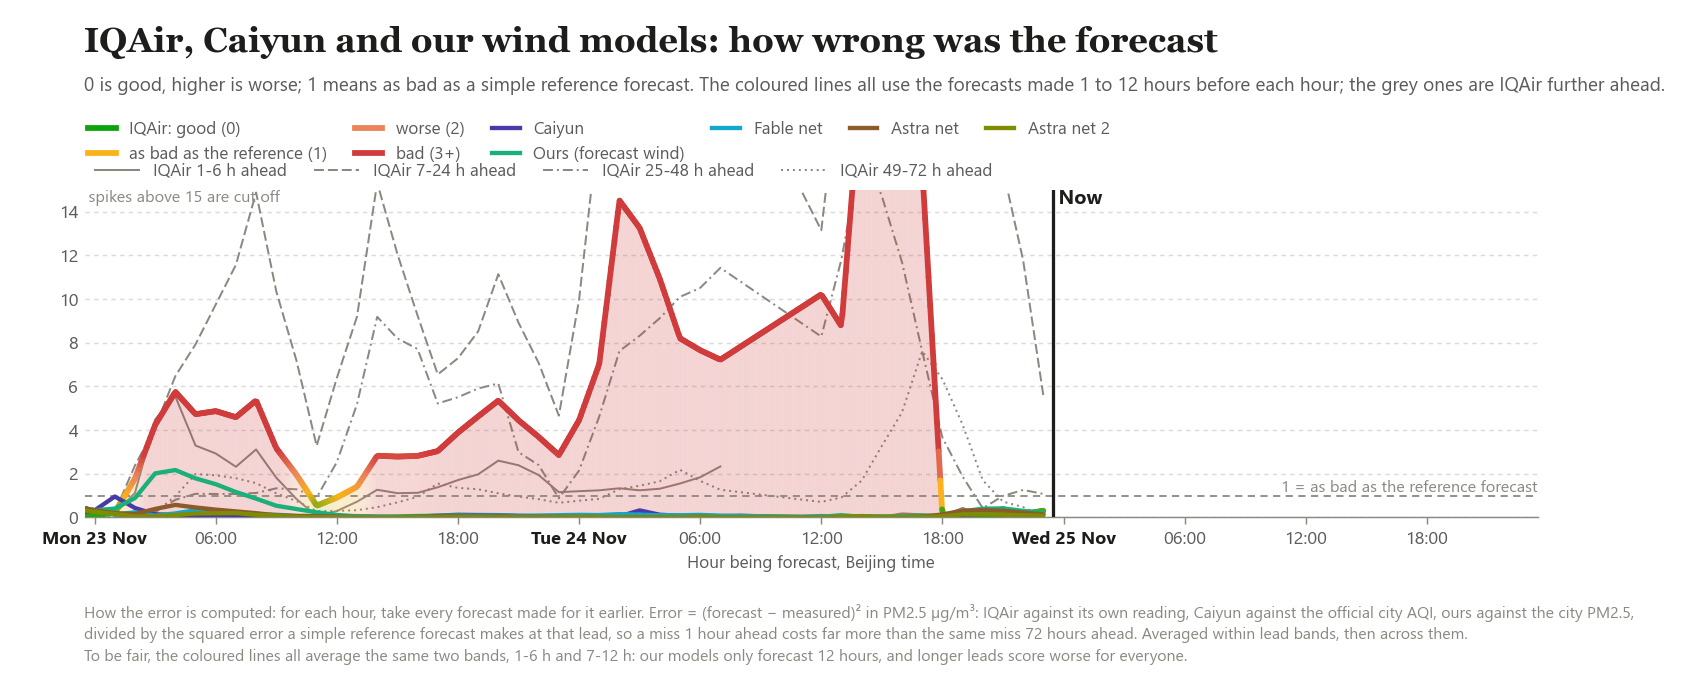 IQAir, Caiyun and our wind models: how wrong was the forecast
0 is good, higher is worse; 1 means as bad as a simple reference forecast. The coloured lines all use the forecasts made 1 to 12 hours before each hour; the grey ones are IQAir further ahead.
IQAir: good (0) worse (2) Caiyun Fable net Astra net Astra net 2
as bad as the reference (1) bad (3+) Ours (forecast wind)
IQAir 1-6 h ahead IQAir 7-24 h ahead IQAir 25-48 h ahead IQAir 49-72 h ahead
spikes above 15 are cut off
Now
14
12
10
8
6
4
2
1 = as bad as the reference forecast
0
Mon 23 Nov 06:00 12:00 18:00 Tue 24 Nov 06:00 12:00 18:00 Wed 25 Nov 06:00 12:00 18:00
Hour being forecast, Beijing time
How the error is computed: for each hour, take every forecast made for it earlier. Error = (forecast − measured)² in PM2.5 µg/m³: IQAir against its own reading, Caiyun against the official city AQI, ours against the city PM2.5,
divided by the squared error a simple reference forecast makes at that lead, so a miss 1 hour ahead costs far more than the same miss 72 hours ahead. Averaged within lead bands, then across them.
To be fair, the coloured lines all average the same two bands, 1-6 h and 7-12 h: our models only forecast 12 hours, and longer leads score worse for everyone.